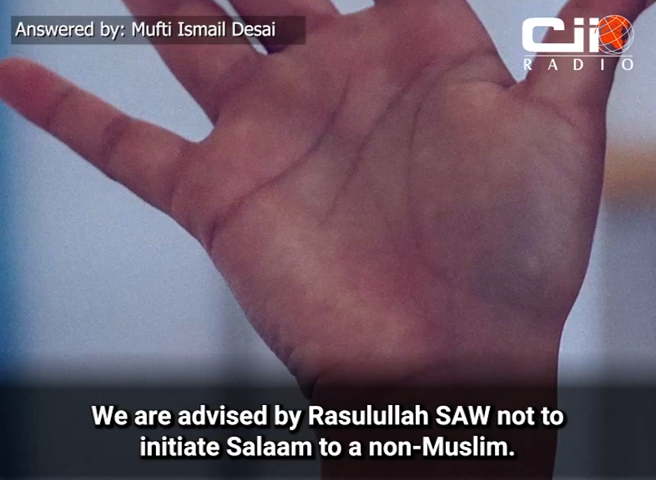 Answered by: Mufti Ismail Desai
Cii
RADIO
We are advised by Rasulullah SAW not to
initiate Salaam to a non-Muslim.